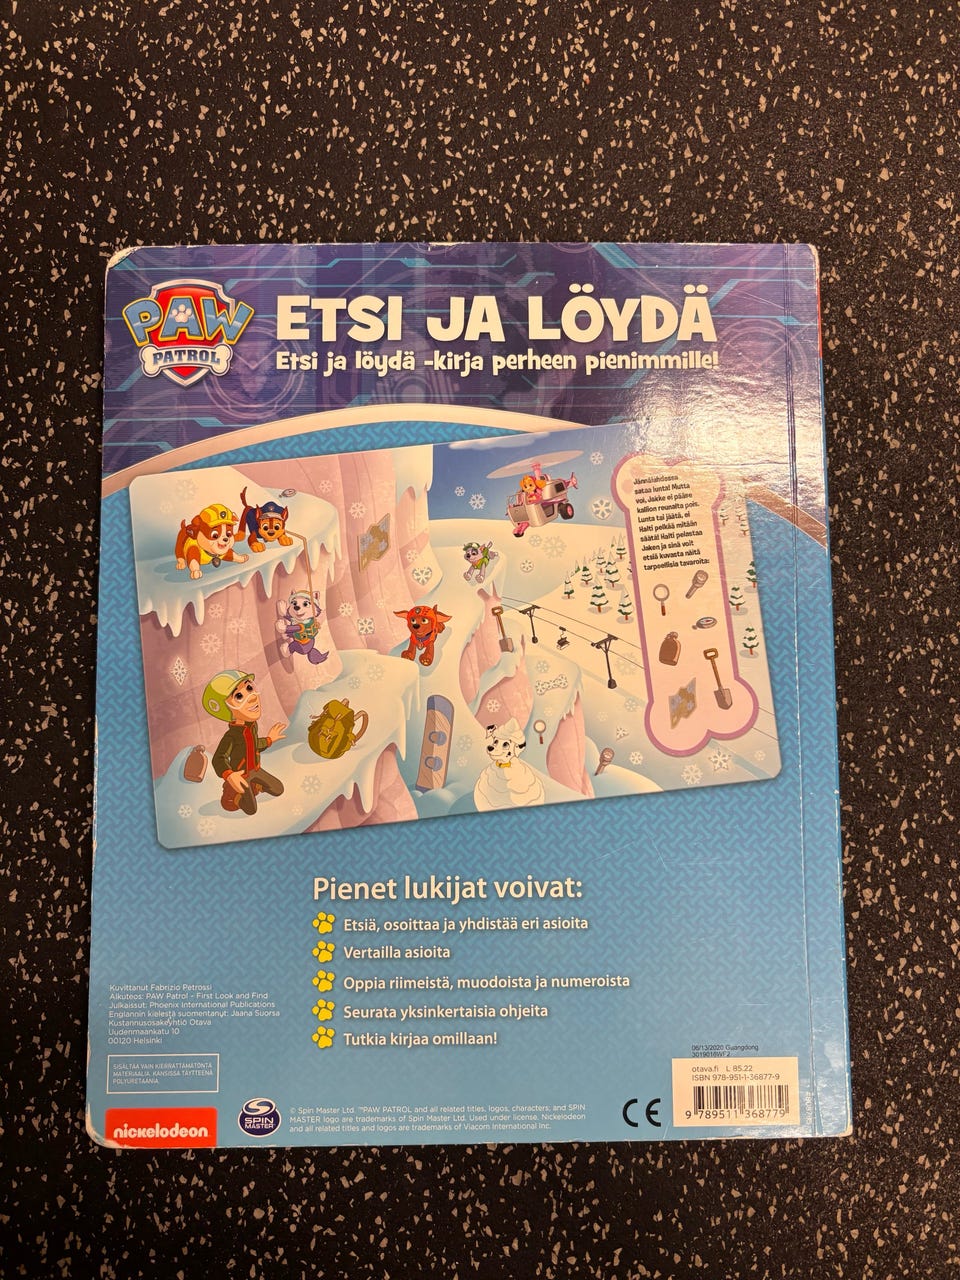 PAW
PATROL
ETSI JA LÖYDÄ
Etsi ja löydä -kirja perheen pienimmille!
Jännälahdessa
sataa lunta! Mutta
voi, Jakke ei pääse
kallion reunalta pois.
Lunta tai jäätä, ei
Halti pelkää mitään
säätä! Halti pelastaa
Jaken ja sinä voit
etsiä kuvasta näitä
tarpeellisia tavaroita:
Pienet lukijat voivat:
Etsiä, osoittaa ja yhdistää eri asioita
Vertailla asioita
Oppia riimeistä, muodoista ja numeroista
Seurata yksinkertaisia ohjeita
Tutkia kirjaa omillaan!
Kuvittanut Fabrizio Petrossi
Alkuteos: PAW Patrol - First Look and Find
Julkaissut: Phoenix International Publications
Englannin kielestä suomentanut: Jaana Suorsa
Kustannusosakeyhtiö Otava
Uudenmaankatu 10
00120 Helsinki
SISÄLTÄÄ VAIN KIERRÄTTÄMÄTÖNTÄ
MATERIAALIA. KANSISSA TÄYTTEENÄ
POLYURETAANIA.
nickelodeon
SPIN
MASTER
© Spin Master Ltd. ™PAW PATROL and all related titles, logos, characters; and SPIN
MASTER logo are trademarks of Spin Master Ltd. Used under license. Nickelodeon
and all related titles and logos are trademarks of Viacom International Inc.
CE
06/13/2020 Guangdong
3019016WF2
otava.fi L 85.22
ISBN 978-951-1-36877-9
9 789511 368779